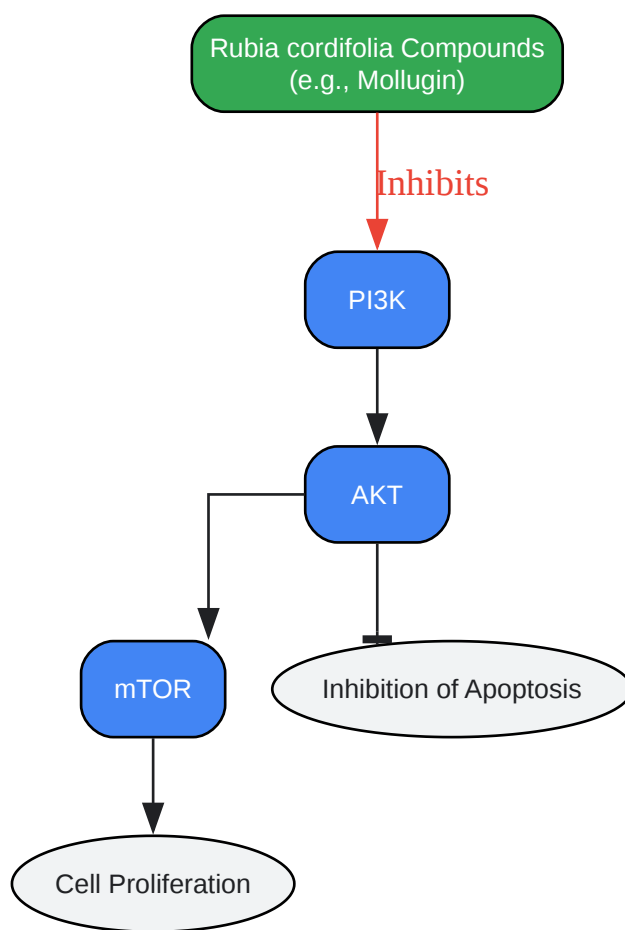 Rubia cordifolia Compounds
(e.g., Mollugin)
Inhibits
PI3K
AKT
mTOR
Inhibition of Apoptosis
Cell Proliferation